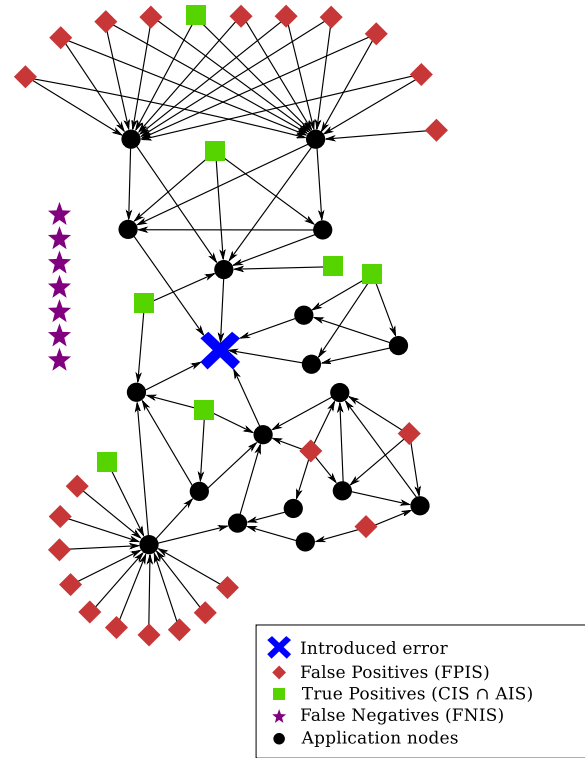 Introduced error
False Positives (FPIS)
True Positives (CIS ∩ AIS)
False Negatives (FNIS)
Application nodes